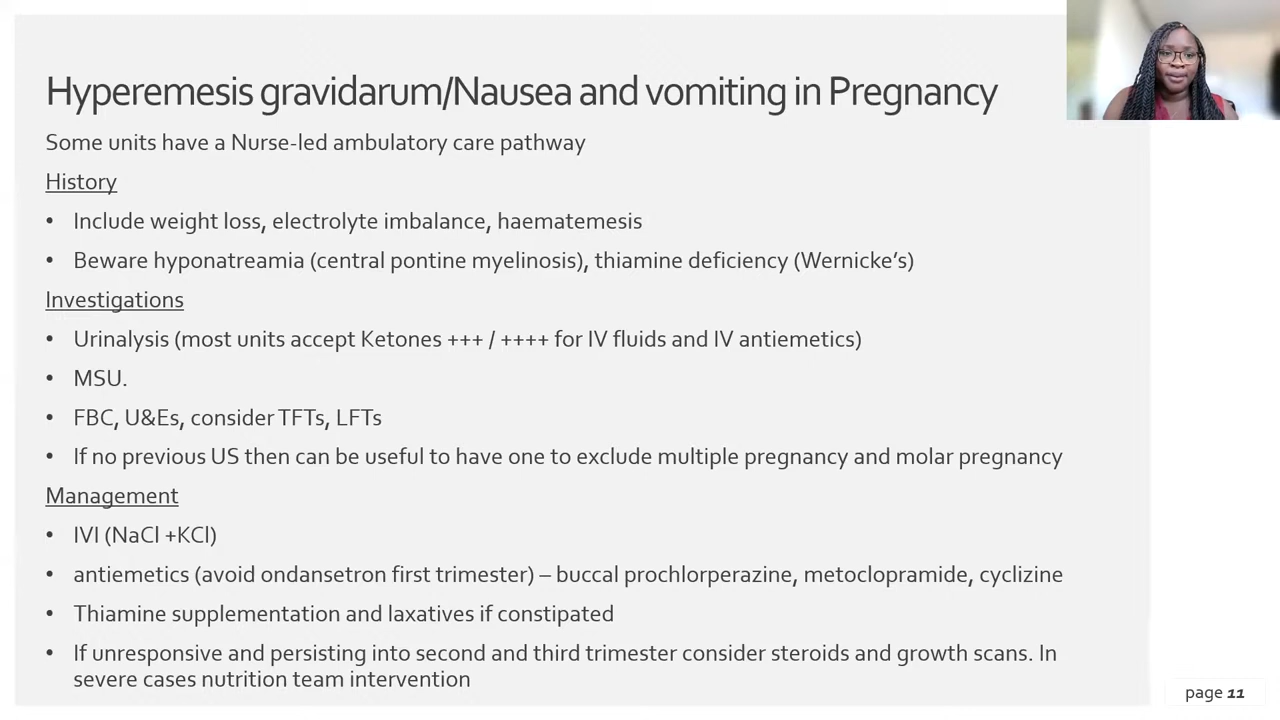 Hyperemesis gravidarum/Nausea and vomiting in Pregnancy
Some units have a Nurse-led ambulatory care pathway
History
• Include weight loss, electrolyte imbalance, haematemesis
• Beware hyponatreamia (central pontine myelinosis), thiamine deficiency (Wernicke’s)
Investigations
• Urinalysis (most units accept Ketones +++ / ++++ for IV fluids and IV antiemetics)
• MSU.
• FBC, U&Es, consider TFTs, LFTs
• If no previous US then can be useful to have one to exclude multiple pregnancy and molar pregnancy
Management
• IVI (NaCl +KCl)
• antiemetics (avoid ondansetron first trimester) – buccal prochlorperazine, metoclopramide, cyclizine
• Thiamine supplementation and laxatives if constipated
• If unresponsive and persisting into second and third trimester consider steroids and growth scans. In
severe cases nutrition team intervention
page 11